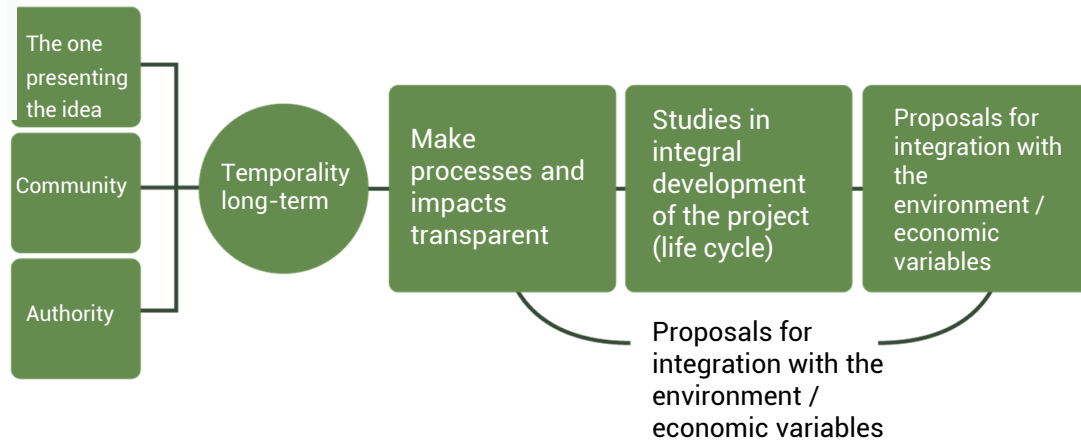 The one
presenting
the idea
Community
Authority
Temporality
long-term
Make
processes and
impacts
transparent
Studies in
integral
development
of the project
(life cycle)
Proposals for
integration with
the
environment /
economic
variables
Proposals for
integration with the
environment /
economic variables